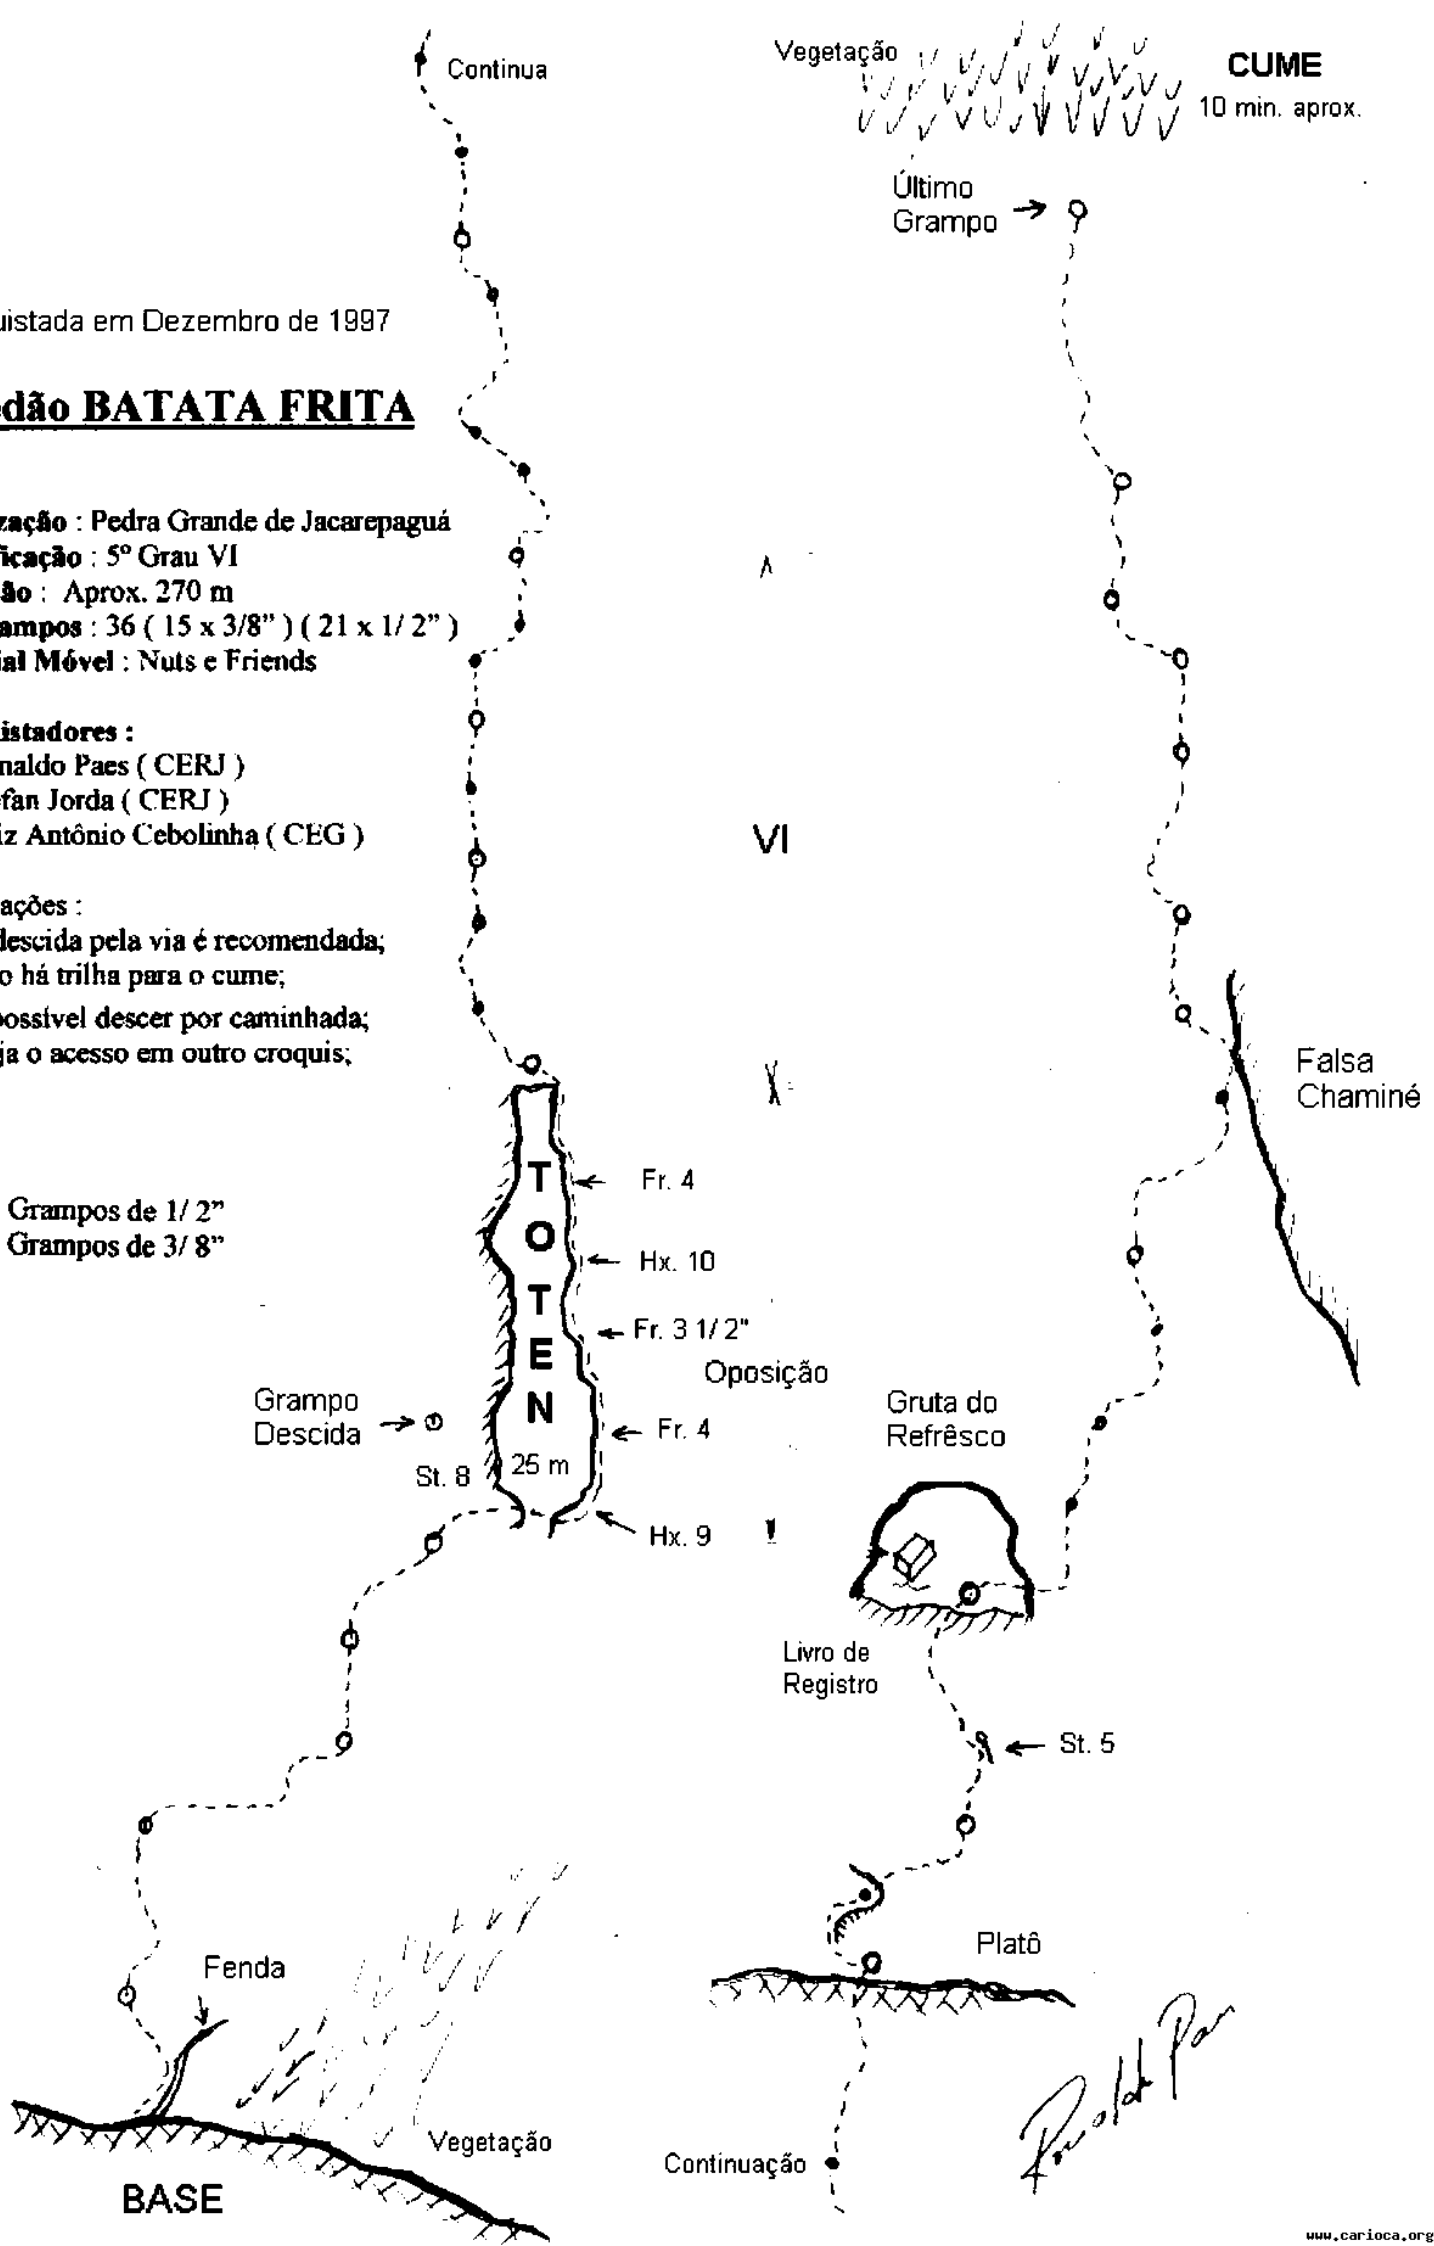 Continua
Vegetação
CUME
10 min. aprox.
Último
Grampo
uistada em Dezembro de 1997
edão BATATA FRITA
zação : Pedra Grande de Jacarepaguá
ficação : 5º Grau VI
ão : Aprox. 270 m
ampos : 36 ( 15 x 3/8” ) ( 21 x 1/ 2” )
ial Móvel : Nuts e Friends
istadores :
naldo Paes ( CERJ )
fan Jorda ( CERJ )
iz Antônio Cebolinha ( CEG )
ações :
descida pela via é recomendada;
o há trilha para o cume;
possível descer por caminhada;
ja o acesso em outro croquis;
Grampos de 1/ 2”
Grampos de 3/ 8”
VI
Falsa
Chaminé
TOTEN
25 m
Fr. 4
Hx. 10
Fr. 3 1/ 2"
Oposição
Fr. 4
Hx. 9
Grampo
Descida
St. 8
Gruta do
Refrêsco
Livro de
Registro
St. 5
Platô
Continuação
Fenda
Vegetação
BASE
www.carioca.org